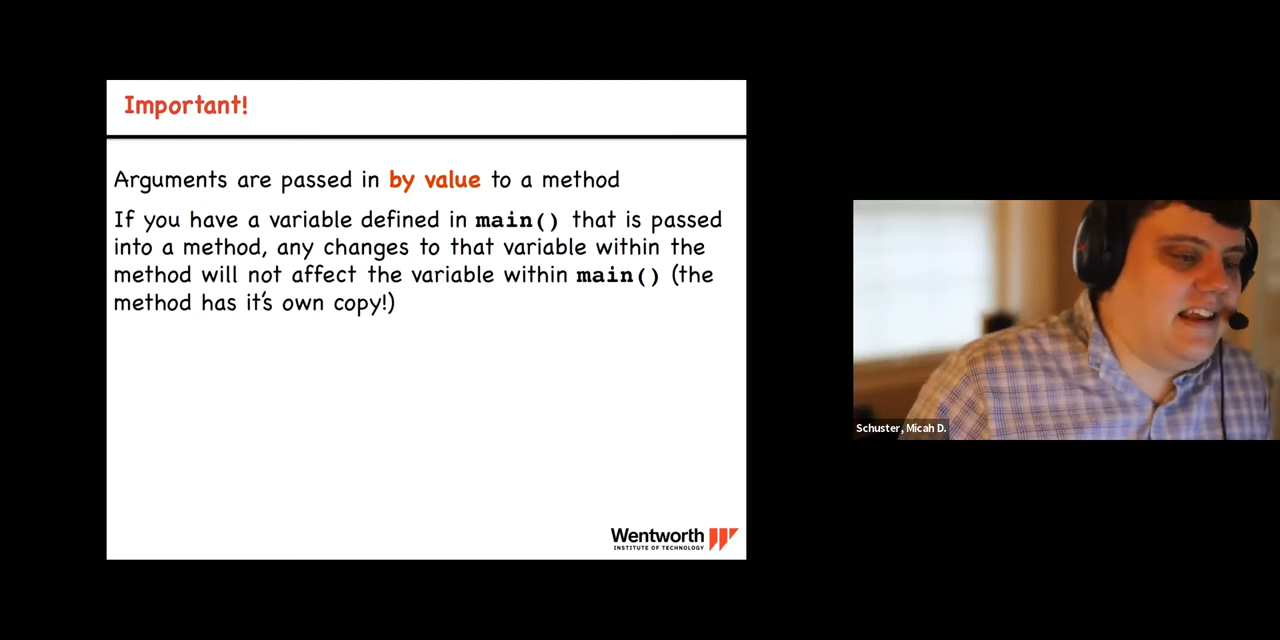 Important!
Arguments are passed in by value to a method
If you have a variable defined in main() that is passed
into a method, any changes to that variable within the
method will not affect the variable within main() (the
method has it's own copy!)
Wentworth
INSTITUTE OF TECHNOLOGY
Schuster, Micah D.